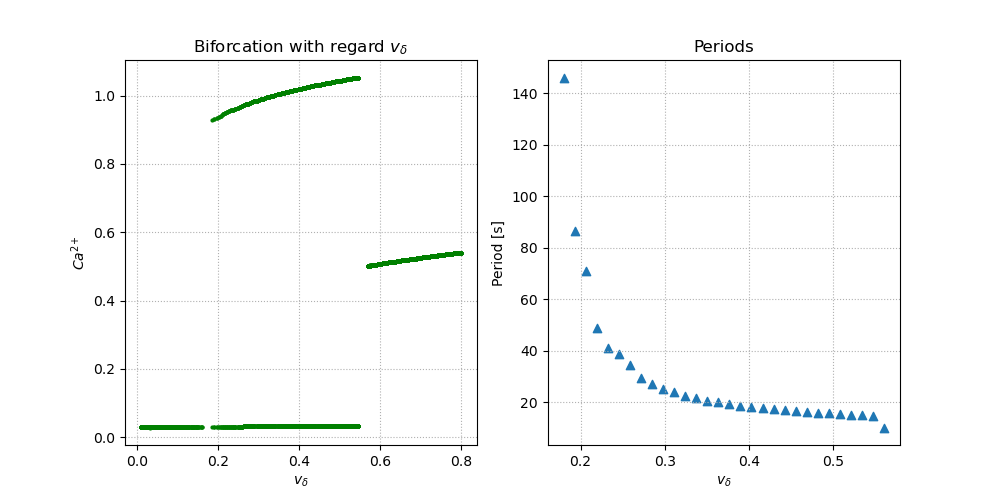 Biforcation with regard $v_\delta$
Ca²⁺
1.0
0.8
0.6
0.4
0.2
0.0
0.0 0.2 0.4 0.6 0.8
$v_\delta$
Periods
Period [s]
140
120
100
80
60
40
20
0.2 0.3 0.4 0.5
$v_\delta$